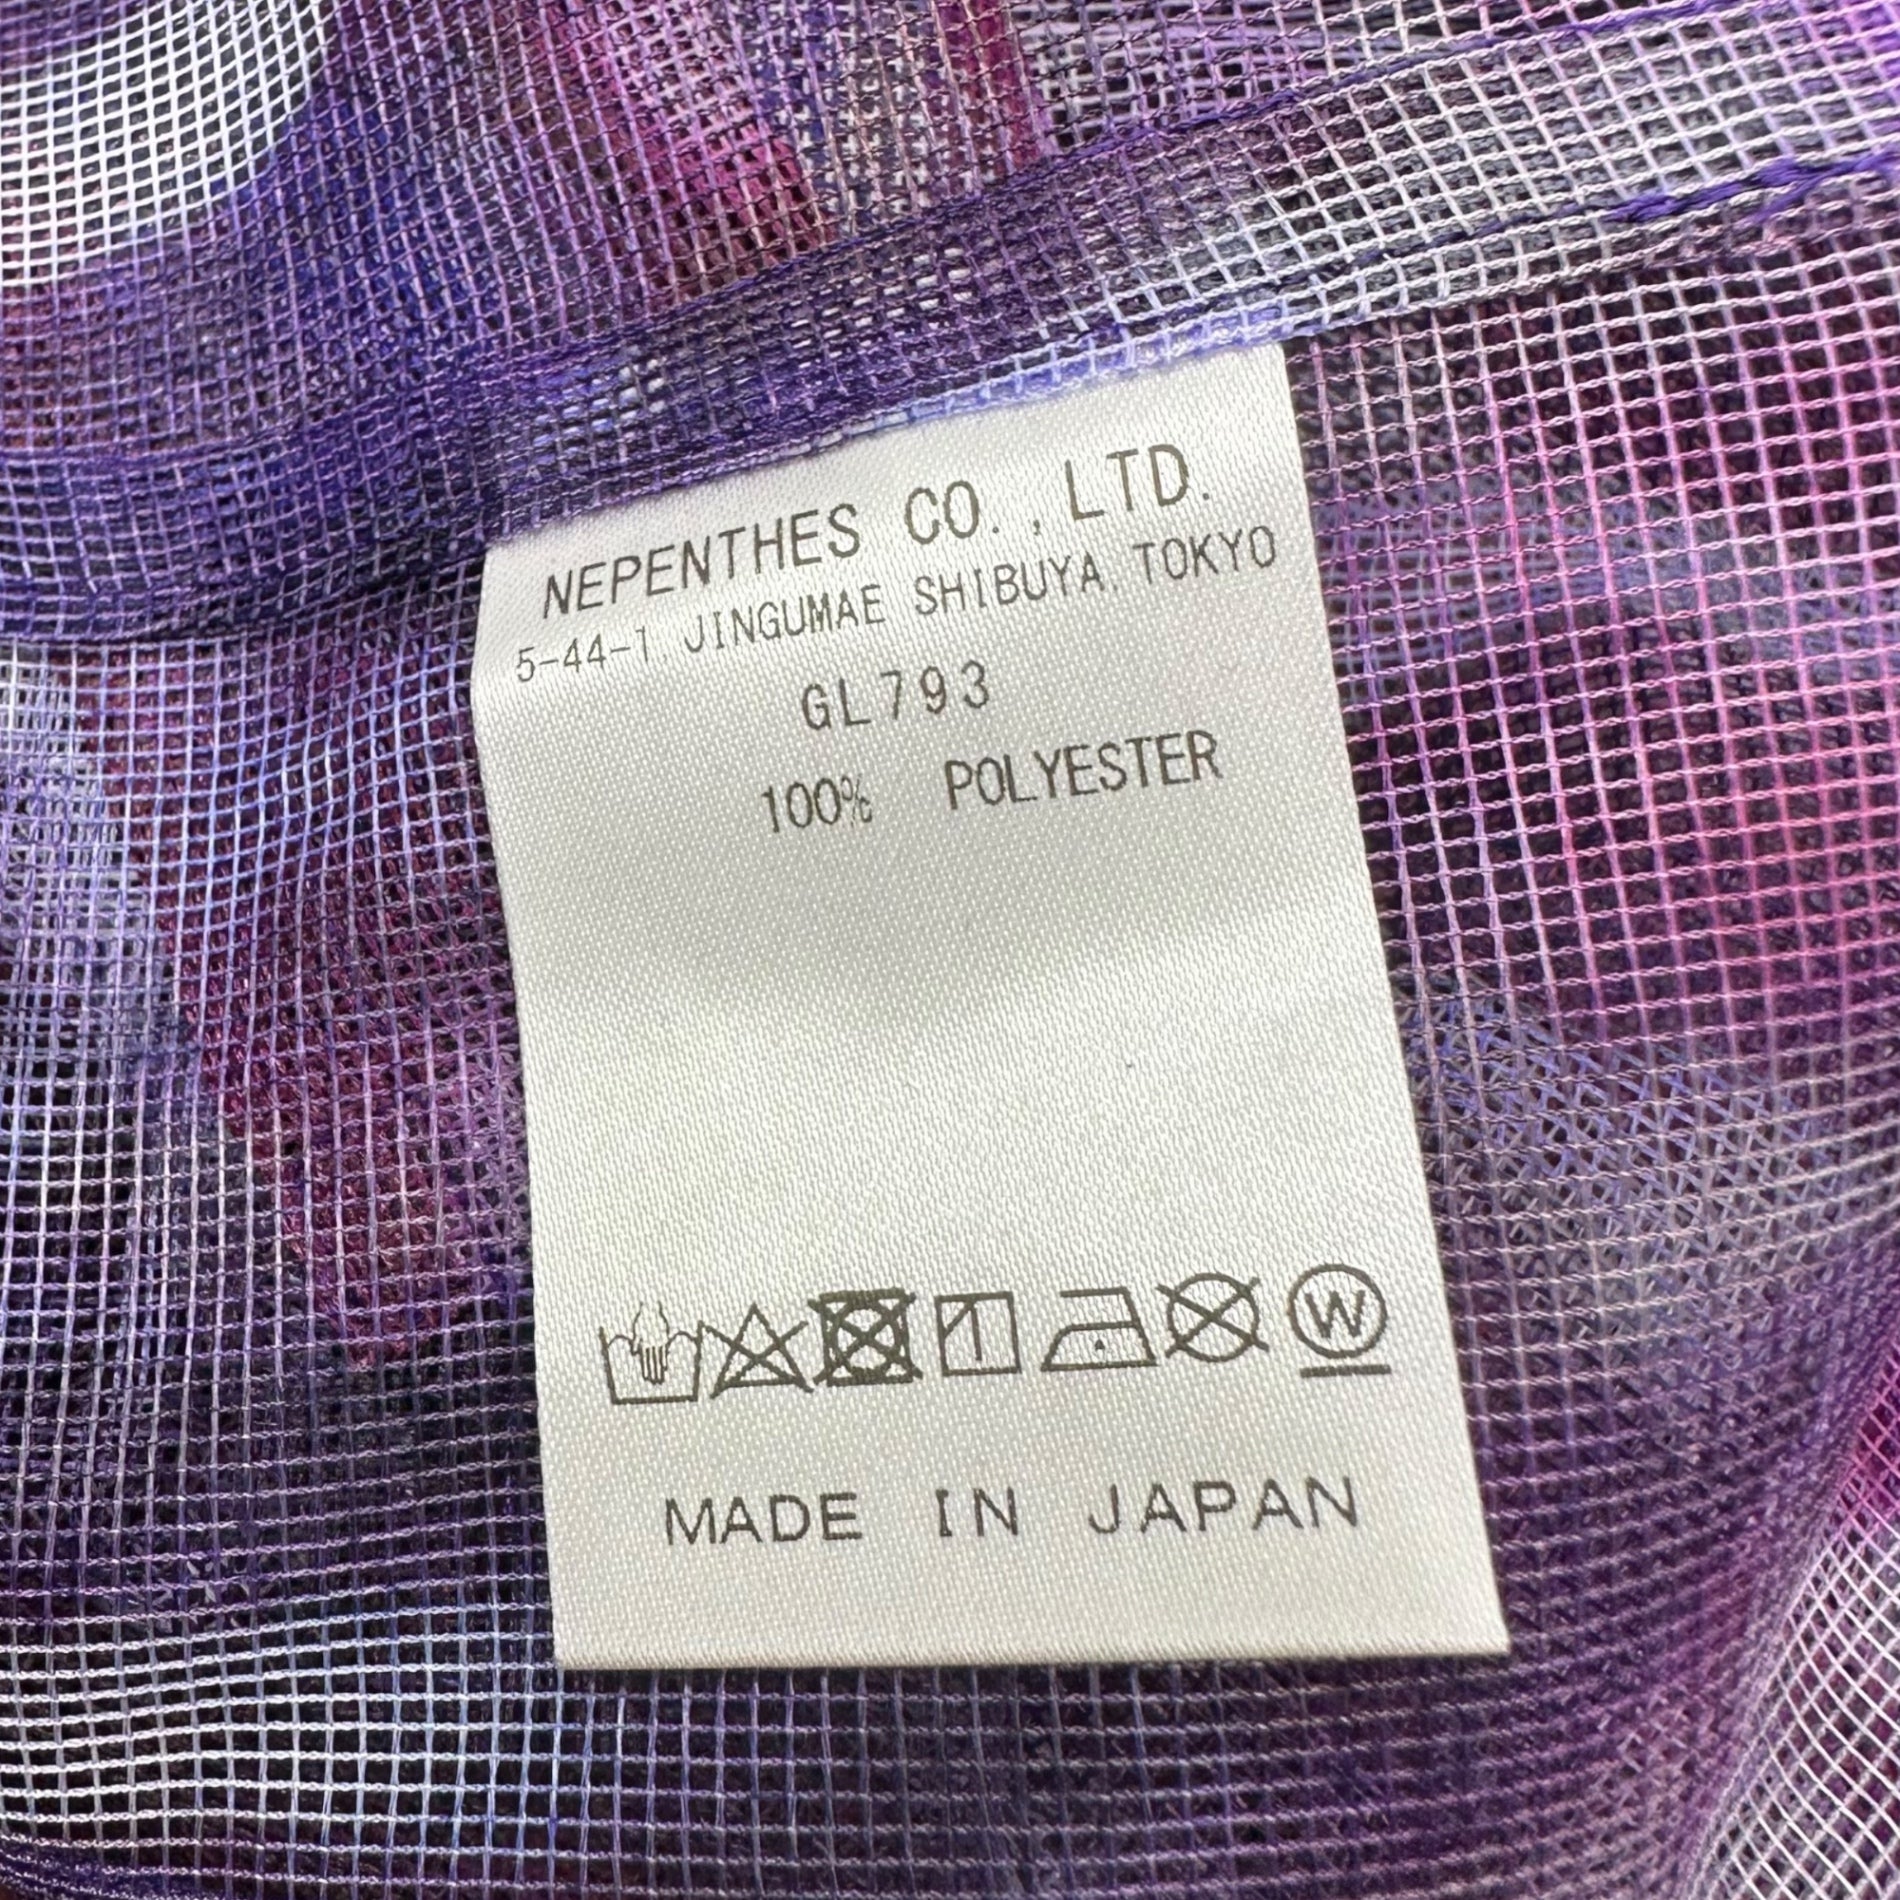 NEPENTHES CO., LTD.
5-44-1, JINGUMAE SHIBUYA, TOKYO
GL793
100% POLYESTER
W
MADE IN JAPAN